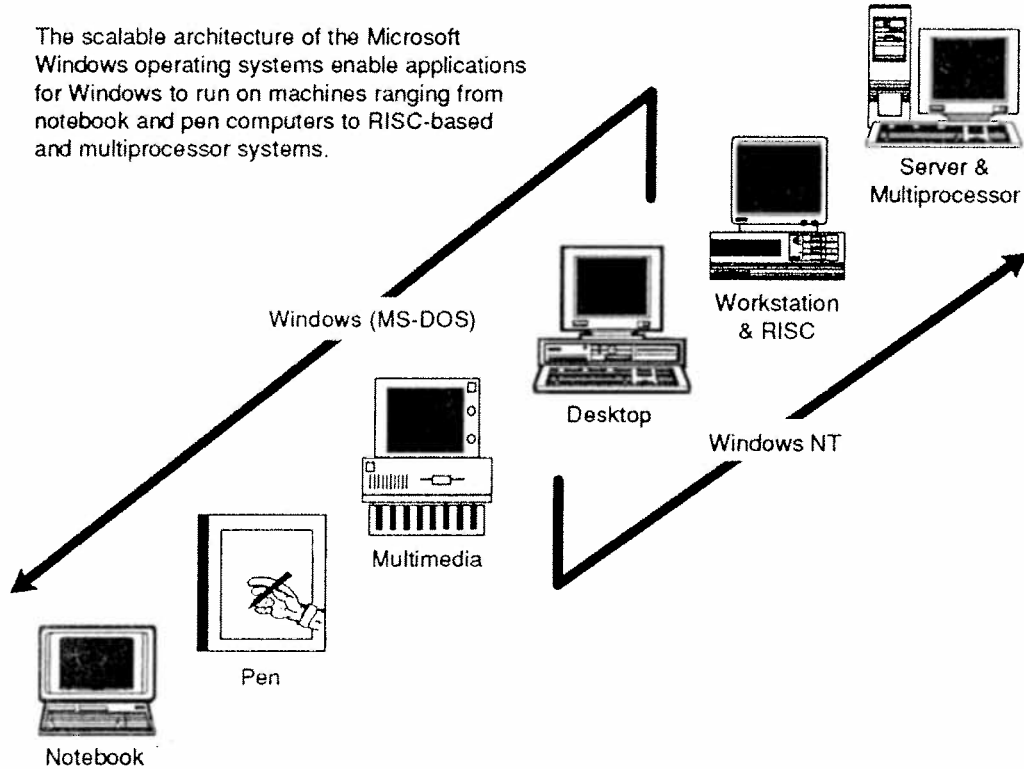 The scalable architecture of the Microsoft
Windows operating systems enable applications
for Windows to run on machines ranging from
notebook and pen computers to RISC-based
and multiprocessor systems.
Server &
Multiprocessor
Workstation
& RISC
Windows (MS-DOS)
Desktop
Windows NT
Multimedia
Pen
Notebook